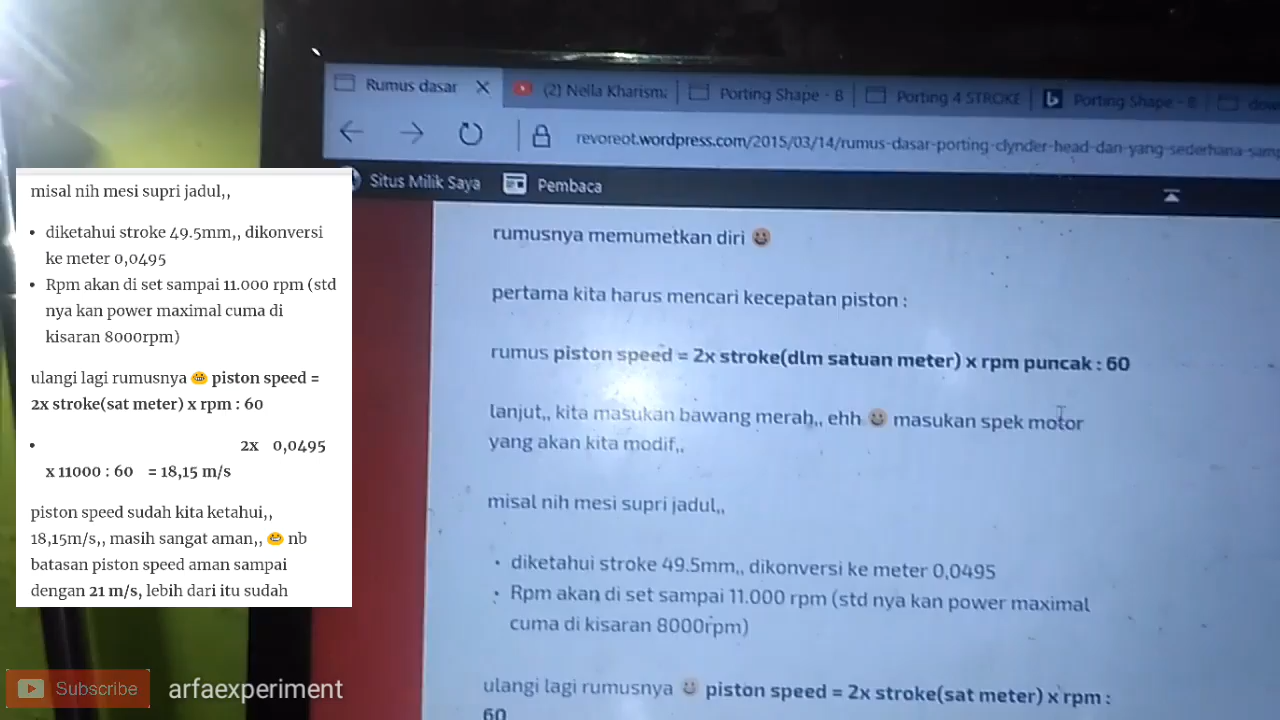 Rumus dasar
(2) Nella Kharisma
Porting Shape - B
Porting 4 STROKE
Porting Shape - B
dow
revoreot.wordpress.com/2015/03/14/rumus-dasar-porting-clynder-head-dan-yang-sederhana-samp
Situs Milik Saya
Pembaca
rumusnya memumetkan diri 😀
pertama kita harus mencari kecepatan piston :
rumus piston speed = 2x stroke(dlm satuan meter) x rpm puncak : 60
lanjut,, kita masukan bawang merah,, ehh 😀 masukan spek motor
yang akan kita modif,,
misal nih mesi supri jadul,,
• diketahui stroke 49.5mm,, dikonversi ke meter 0,0495
• Rpm akan di set sampai 11.000 rpm (std nya kan power maximal
cuma di kisaran 8000rpm)
ulangi lagi rumusnya 😀 piston speed = 2x stroke(sat meter) x rpm :
60
misal nih mesi supri jadul,,
• diketahui stroke 49.5mm,, dikonversi
ke meter 0,0495
• Rpm akan di set sampai 11.000 rpm (std
nya kan power maximal cuma di
kisaran 8000rpm)
ulangi lagi rumusnya 😀 piston speed =
2x stroke(sat meter) x rpm : 60
• 2x 0,0495
x 11000 : 60 = 18,15 m/s
piston speed sudah kita ketahui,,
18,15m/s,, masih sangat aman,, 😀 nb
batasan piston speed aman sampai
dengan 21 m/s, lebih dari itu sudah
Subscribe
arfaexperiment